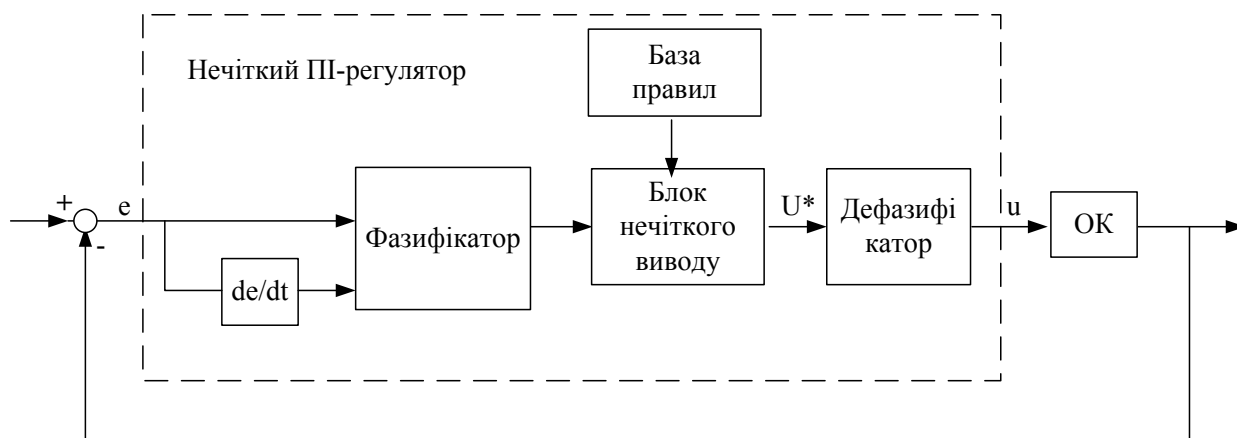 База
правил
Нечіткий ПІ-регулятор
+
e
-
de/dt
Фазифікатор
Блок
нечіткого
виводу
U*
Дефазифі
катор
u
ОК